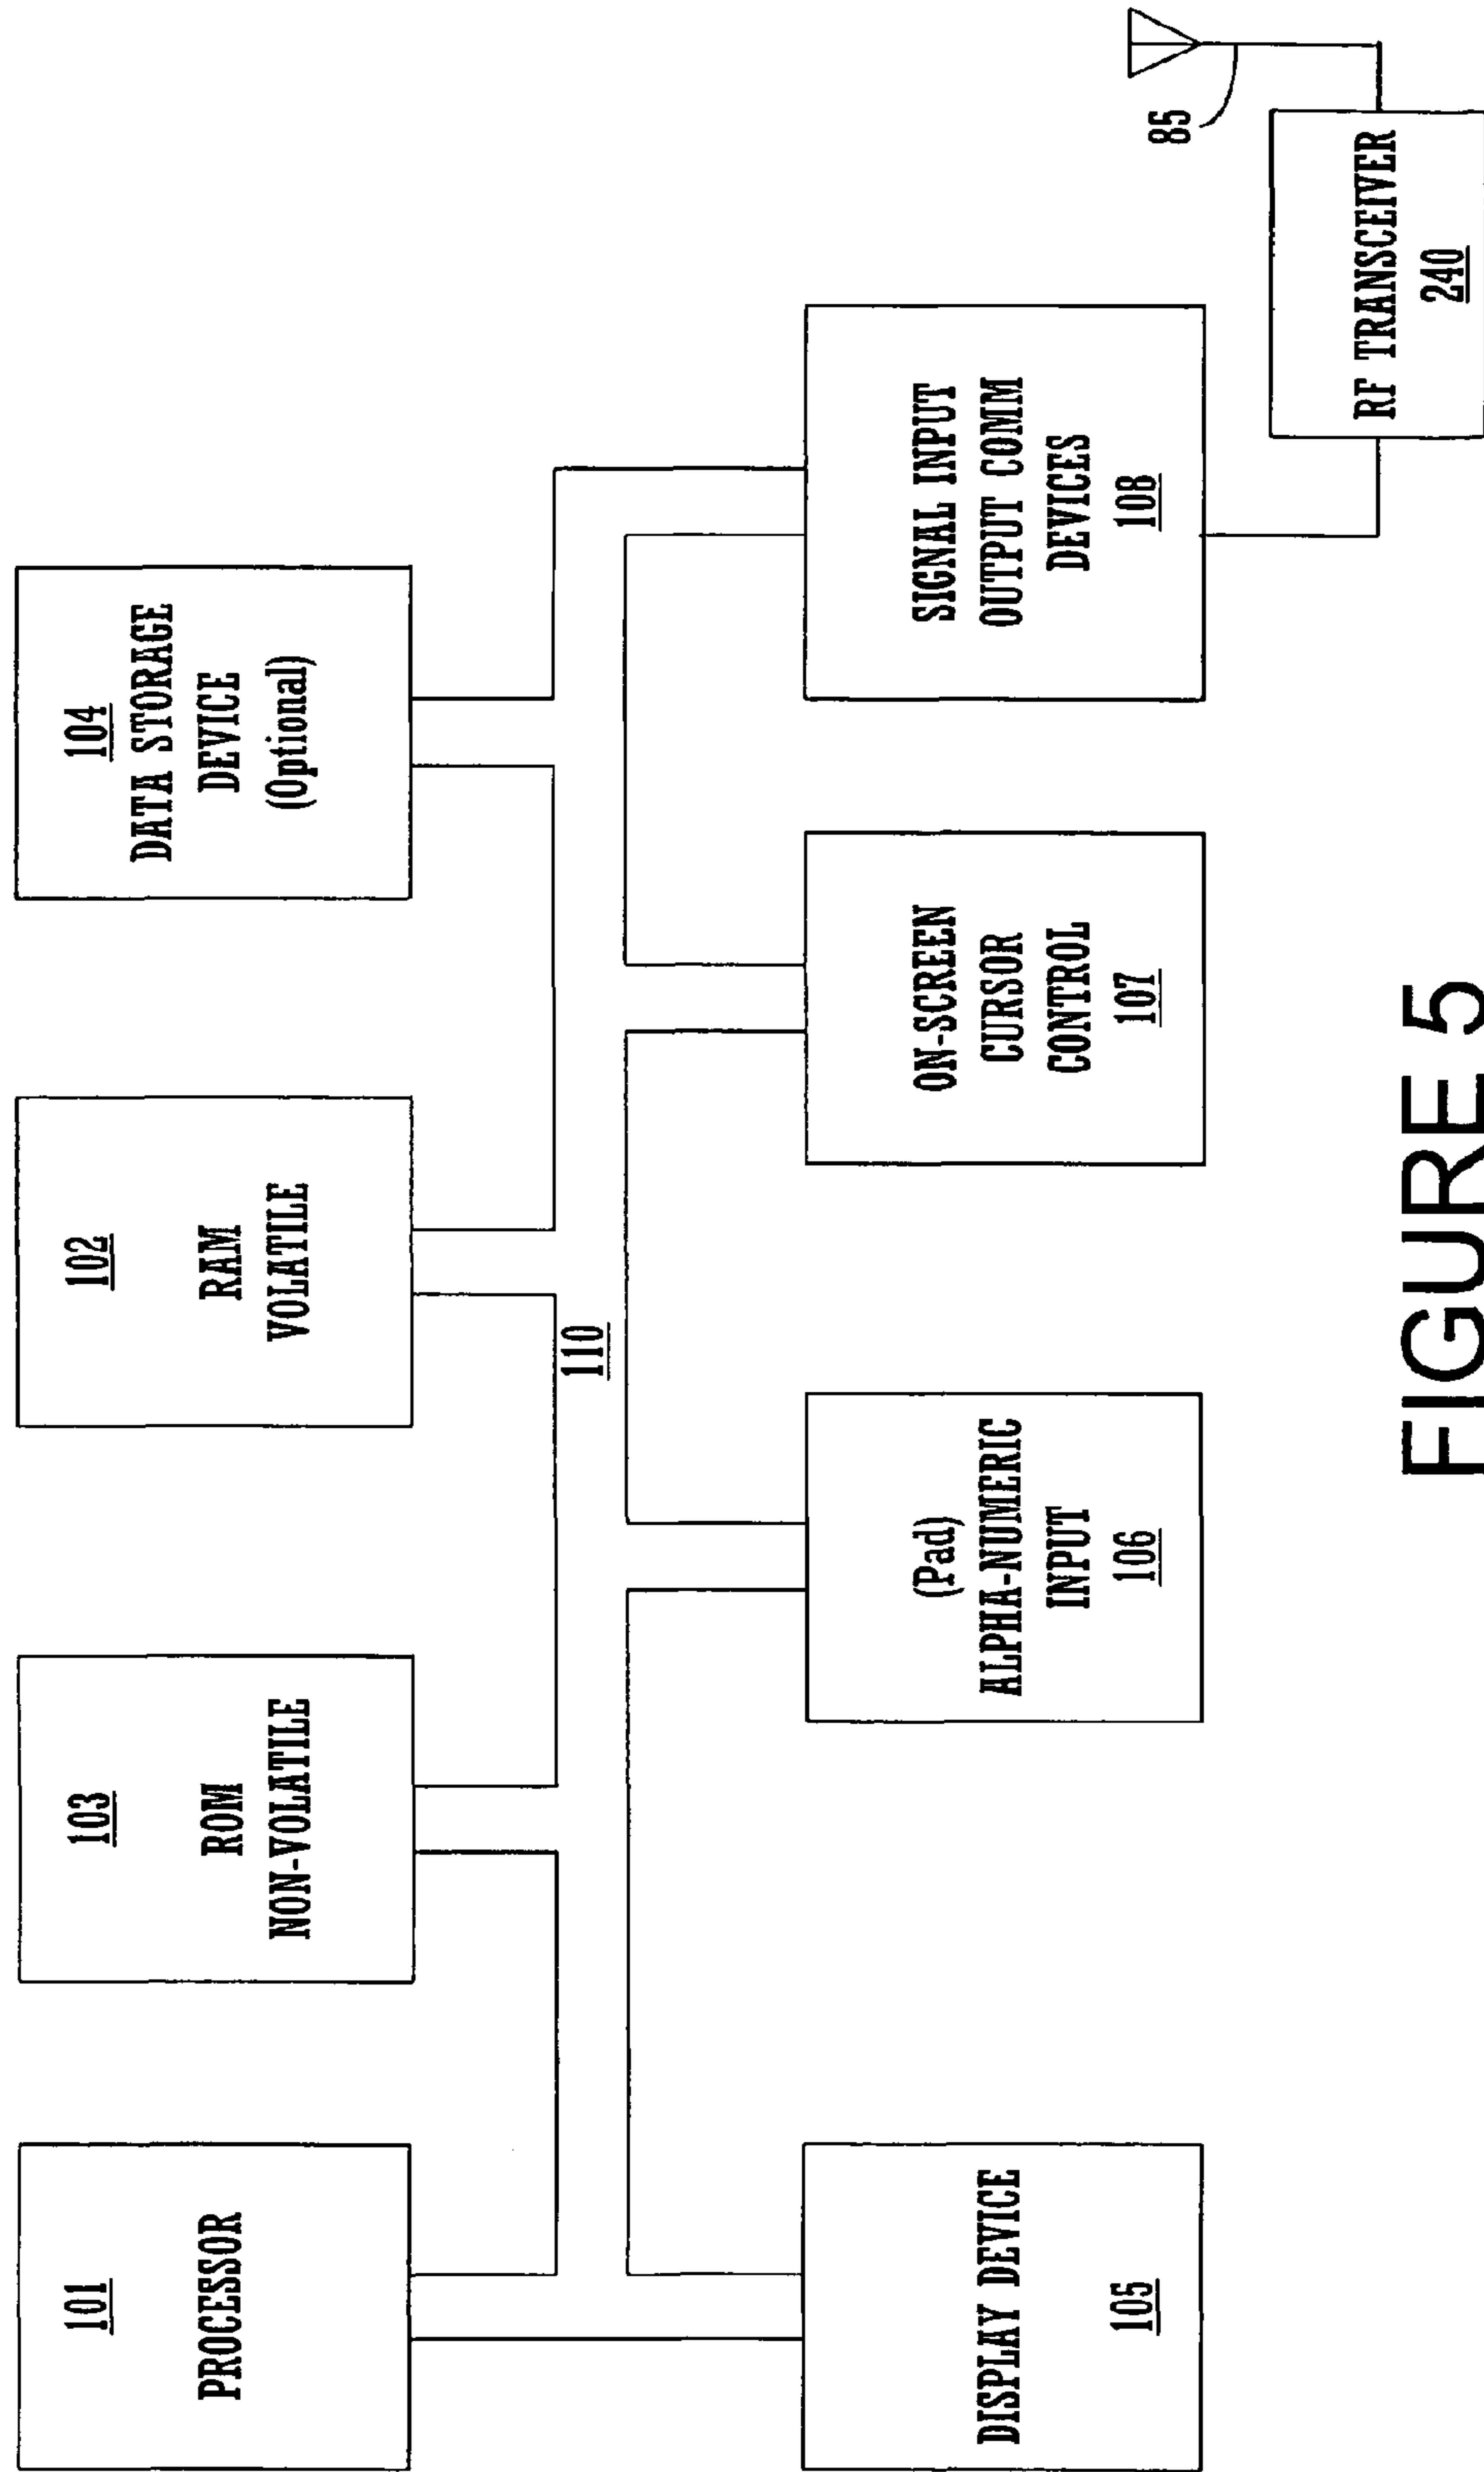 101
PROCESSOR
103
ROM
NON-VOLATILE
102
RAM
VOLATILE
104
DATA STORAGE
DEVICE
(Optional)
110
DISPLAY DEVICE
105
(Pad)
ALPHA-NUMERIC
INPUT
106
ON-SCREEN
CURSOR
CONTROL
107
SIGNAL INPUT
OUTPUT COMM
DEVICES
108
85
RF TRANSCEIVER
240
FIGURE 5